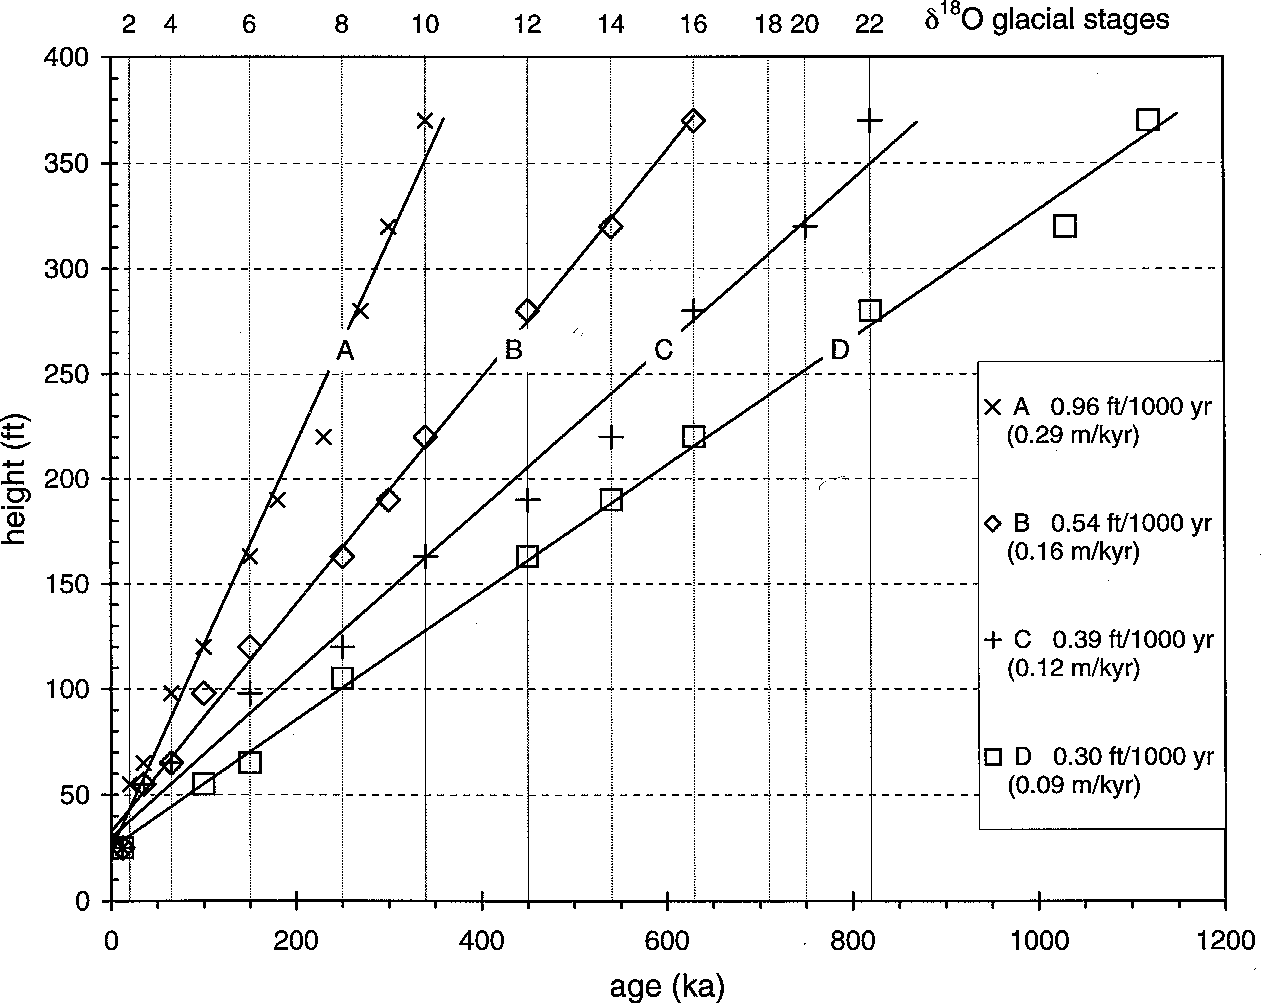 2 4 6 8 10 12 14 16 18 20 22 δ¹⁸O glacial stages
400
350
300
250
200
150
100
50
0
height (ft)
A B C D
× A 0.96 ft/1000 yr
(0.29 m/kyr)
◇ B 0.54 ft/1000 yr
(0.16 m/kyr)
+ C 0.39 ft/1000 yr
(0.12 m/kyr)
□ D 0.30 ft/1000 yr
(0.09 m/kyr)
0 200 400 600 800 1000 1200
age (ka)